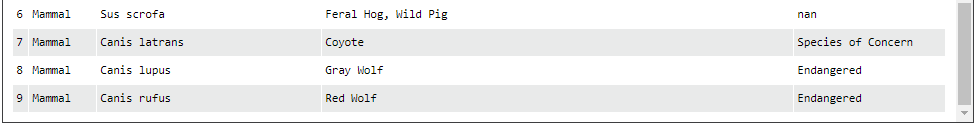 6 Mammal Sus scrofa Feral Hog, Wild Pig nan
7 Mammal Canis latrans Coyote Species of Concern
8 Mammal Canis lupus Gray Wolf Endangered
9 Mammal Canis rufus Red Wolf Endangered